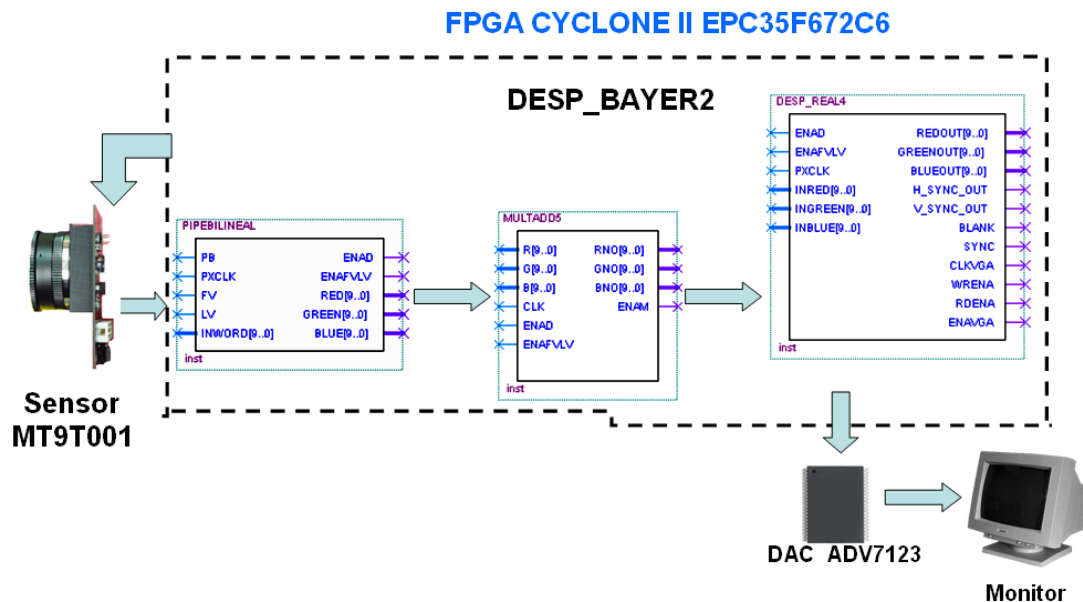 FPGA CYCLONE II EPC35F672C6
DESP_BAYER2
PIPEBILINEAL
PB
PXCLK
FV
LV
INWORD[9..0]
ENAD
ENAFVLV
RED[9..0]
GREEN[9..0]
BLUE[9..0]
inst
MULTADD5
R[9..0]
G[9..0]
B[9..0]
CLK
ENAD
ENAFVLV
RNO[9..0]
GNO[9..0]
BNO[9..0]
ENAM
inst
DESP_REAL4
ENAD
ENAFVLV
PXCLK
INRED[9..0]
INGREEN[9..0]
INBLUE[9..0]
REDOUT[9..0]
GREENOUT[9..0]
BLUEOUT[9..0]
H_SYNC_OUT
V_SYNC_OUT
BLANK
SYNC
CLKVGA
WRENA
RDENA
ENAVGA
inst
Sensor
MT9T001
DAC ADV7123
Monitor